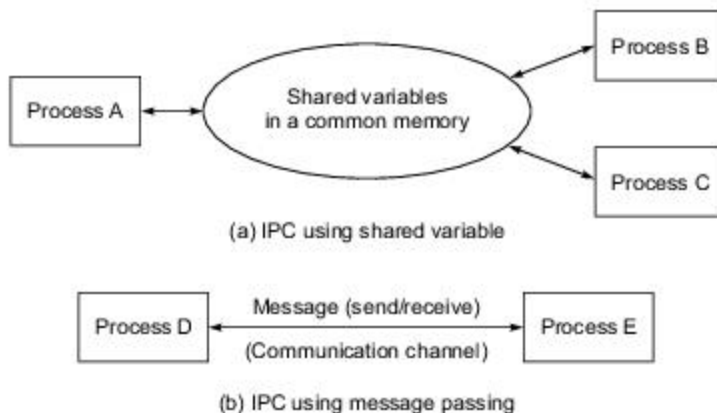 Process B
Process A
Shared variables
in a common memory
Process C
(a) IPC using shared variable
Process D
Message (send/receive)
(Communication channel)
Process E
(b) IPC using message passing